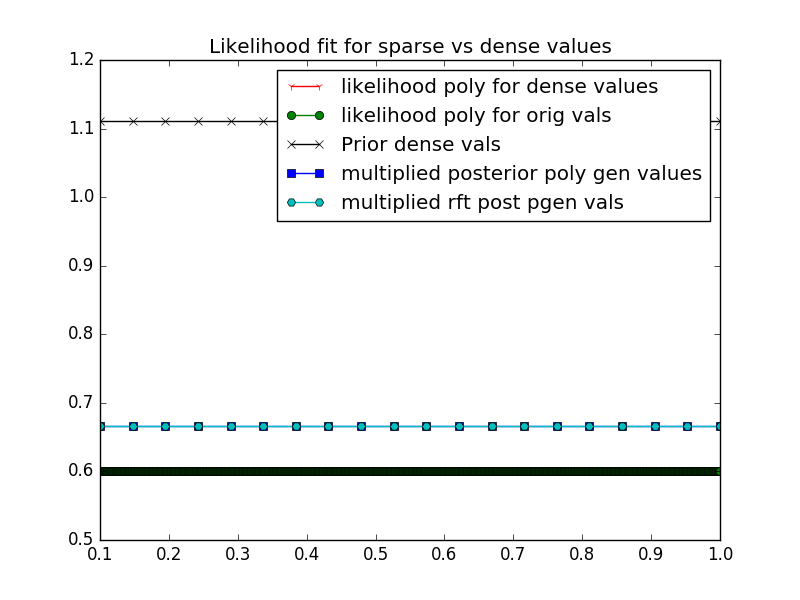 Likelihood fit for sparse vs dense values
1.2
1.1
1.0
0.9
0.8
0.7
0.6
0.5
likelihood poly for dense values
likelihood poly for orig vals
Prior dense vals
multiplied posterior poly gen values
multiplied rft post pgen vals
0.1 0.2 0.3 0.4 0.5 0.6 0.7 0.8 0.9 1.0